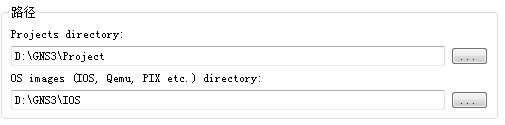 路径
Projects directory:
D:\GNS3\Project
...
OS images (IOS, Qemu, PIX etc.) directory:
D:\GNS3\IOS
...